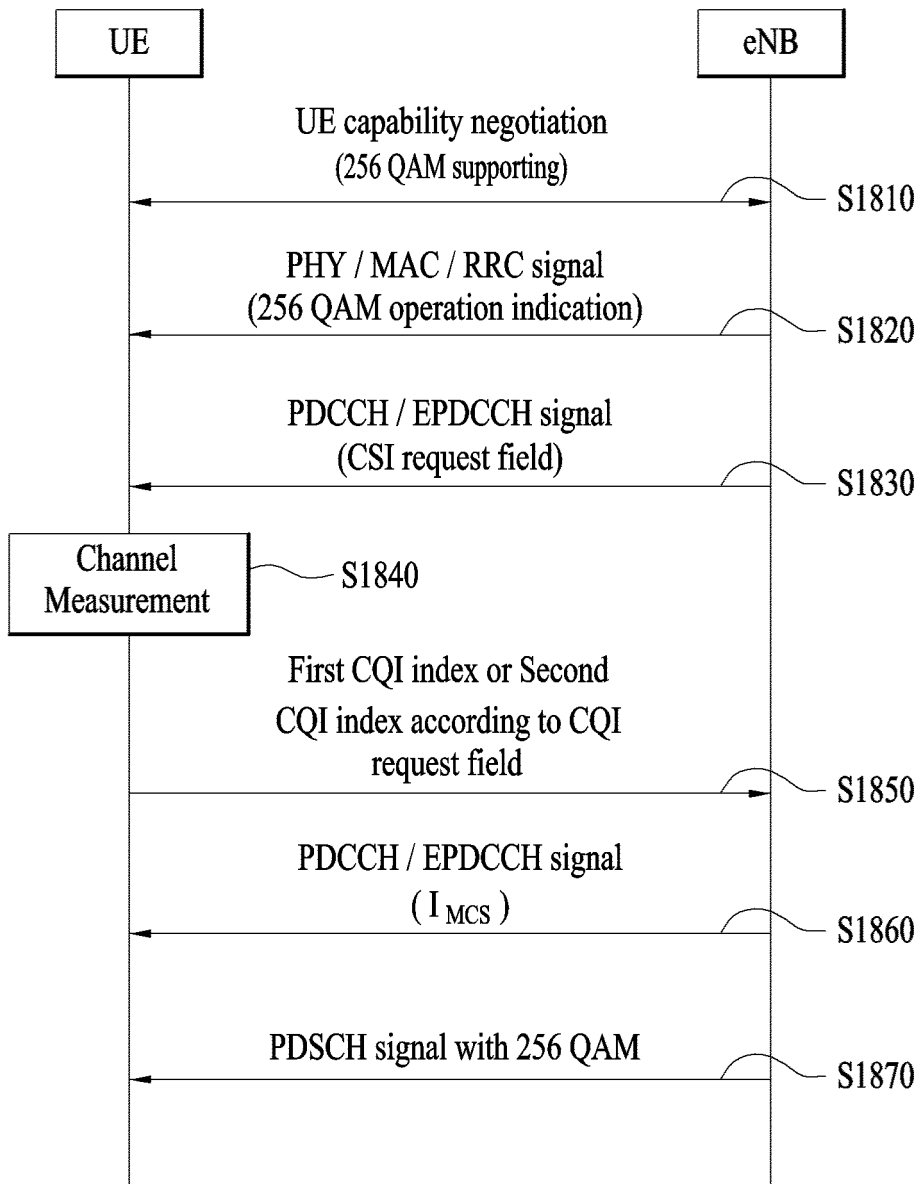 UE
eNB
UE capability negotiation
(256 QAM supporting)
S1810
PHY / MAC / RRC signal
(256 QAM operation indication)
S1820
PDCCH / EPDCCH signal
(CSI request field)
S1830
Channel
Measurement
S1840
First CQI index or Second
CQI index according to CQI
request field
S1850
PDCCH / EPDCCH signal
( I MCS )
S1860
PDSCH signal with 256 QAM
S1870